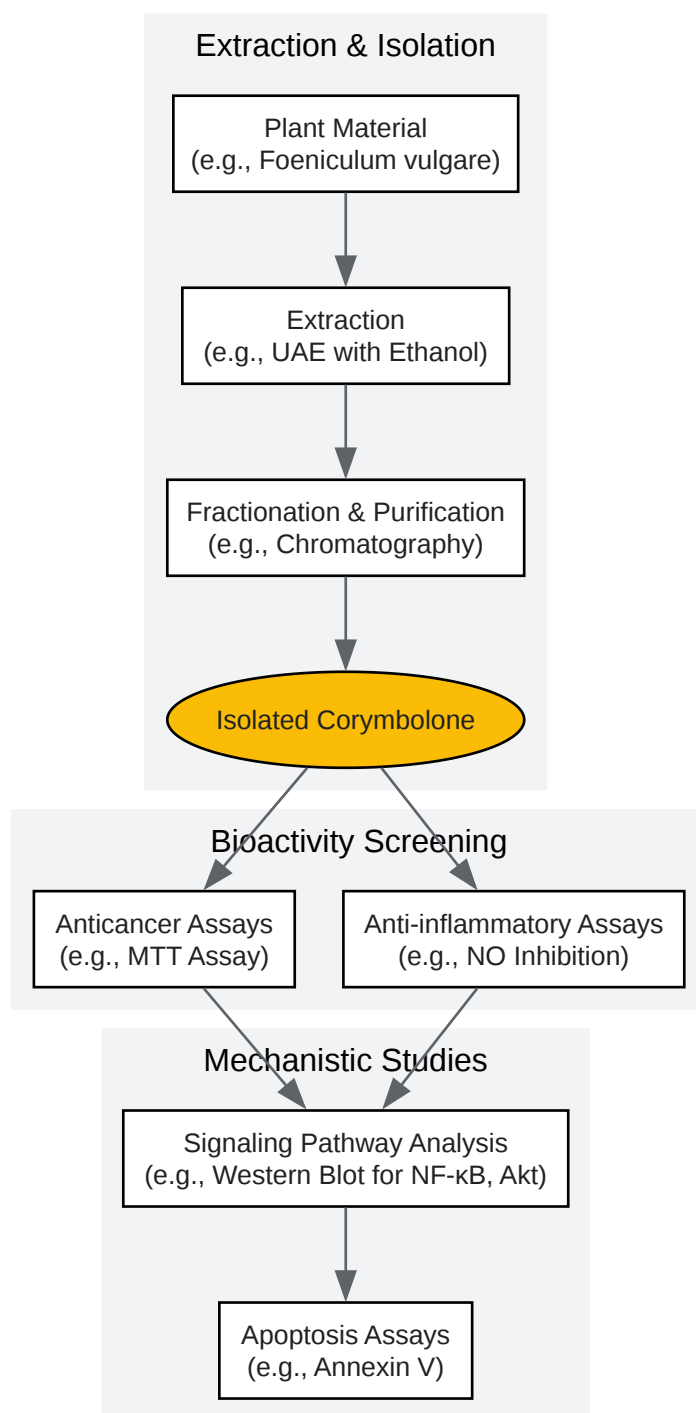 Extraction & Isolation
Plant Material
(e.g., Foeniculum vulgare)
Extraction
(e.g., UAE with Ethanol)
Fractionation & Purification
(e.g., Chromatography)
Isolated Corymbolone
Bioactivity Screening
Anticancer Assays
(e.g., MTT Assay)
Anti-inflammatory Assays
(e.g., NO Inhibition)
Mechanistic Studies
Signaling Pathway Analysis
(e.g., Western Blot for NF-κB, Akt)
Apoptosis Assays
(e.g., Annexin V)